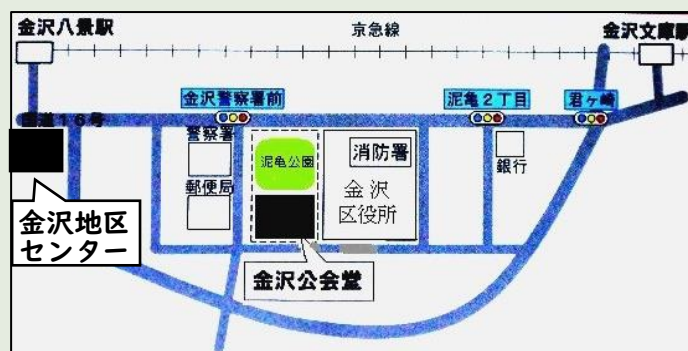 金沢八景駅
京急線
金沢文庫駅
金沢警察署前
泥亀2丁目
君ヶ崎
国道16号
警察署
泥亀公園
消防署
銀行
郵便局
金沢
区役所
金沢地区
センター
金沢公会堂